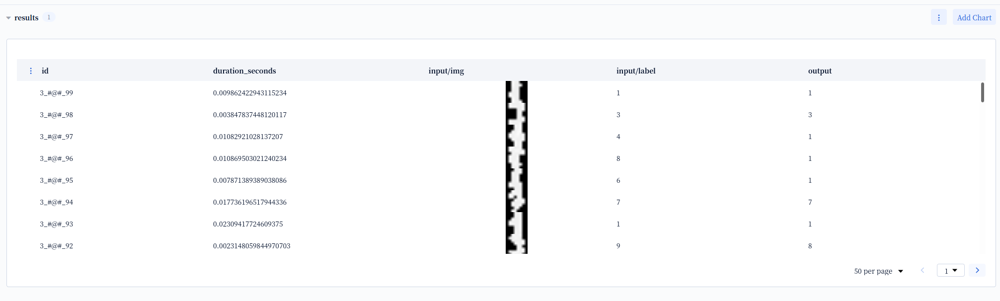 results 1
Add Chart
id duration_seconds input/img input/label output
3_#@#_99 0.009862422943115234 1 1
3_#@#_98 0.003847837448120117 3 3
3_#@#_97 0.01082921028137207 4 1
3_#@#_96 0.010869503021240234 8 1
3_#@#_95 0.007871389389038086 6 1
3_#@#_94 0.017736196517944336 7 7
3_#@#_93 0.02309417724609375 1 1
3_#@#_92 0.0023148059844970703 9 8
50 per page 1